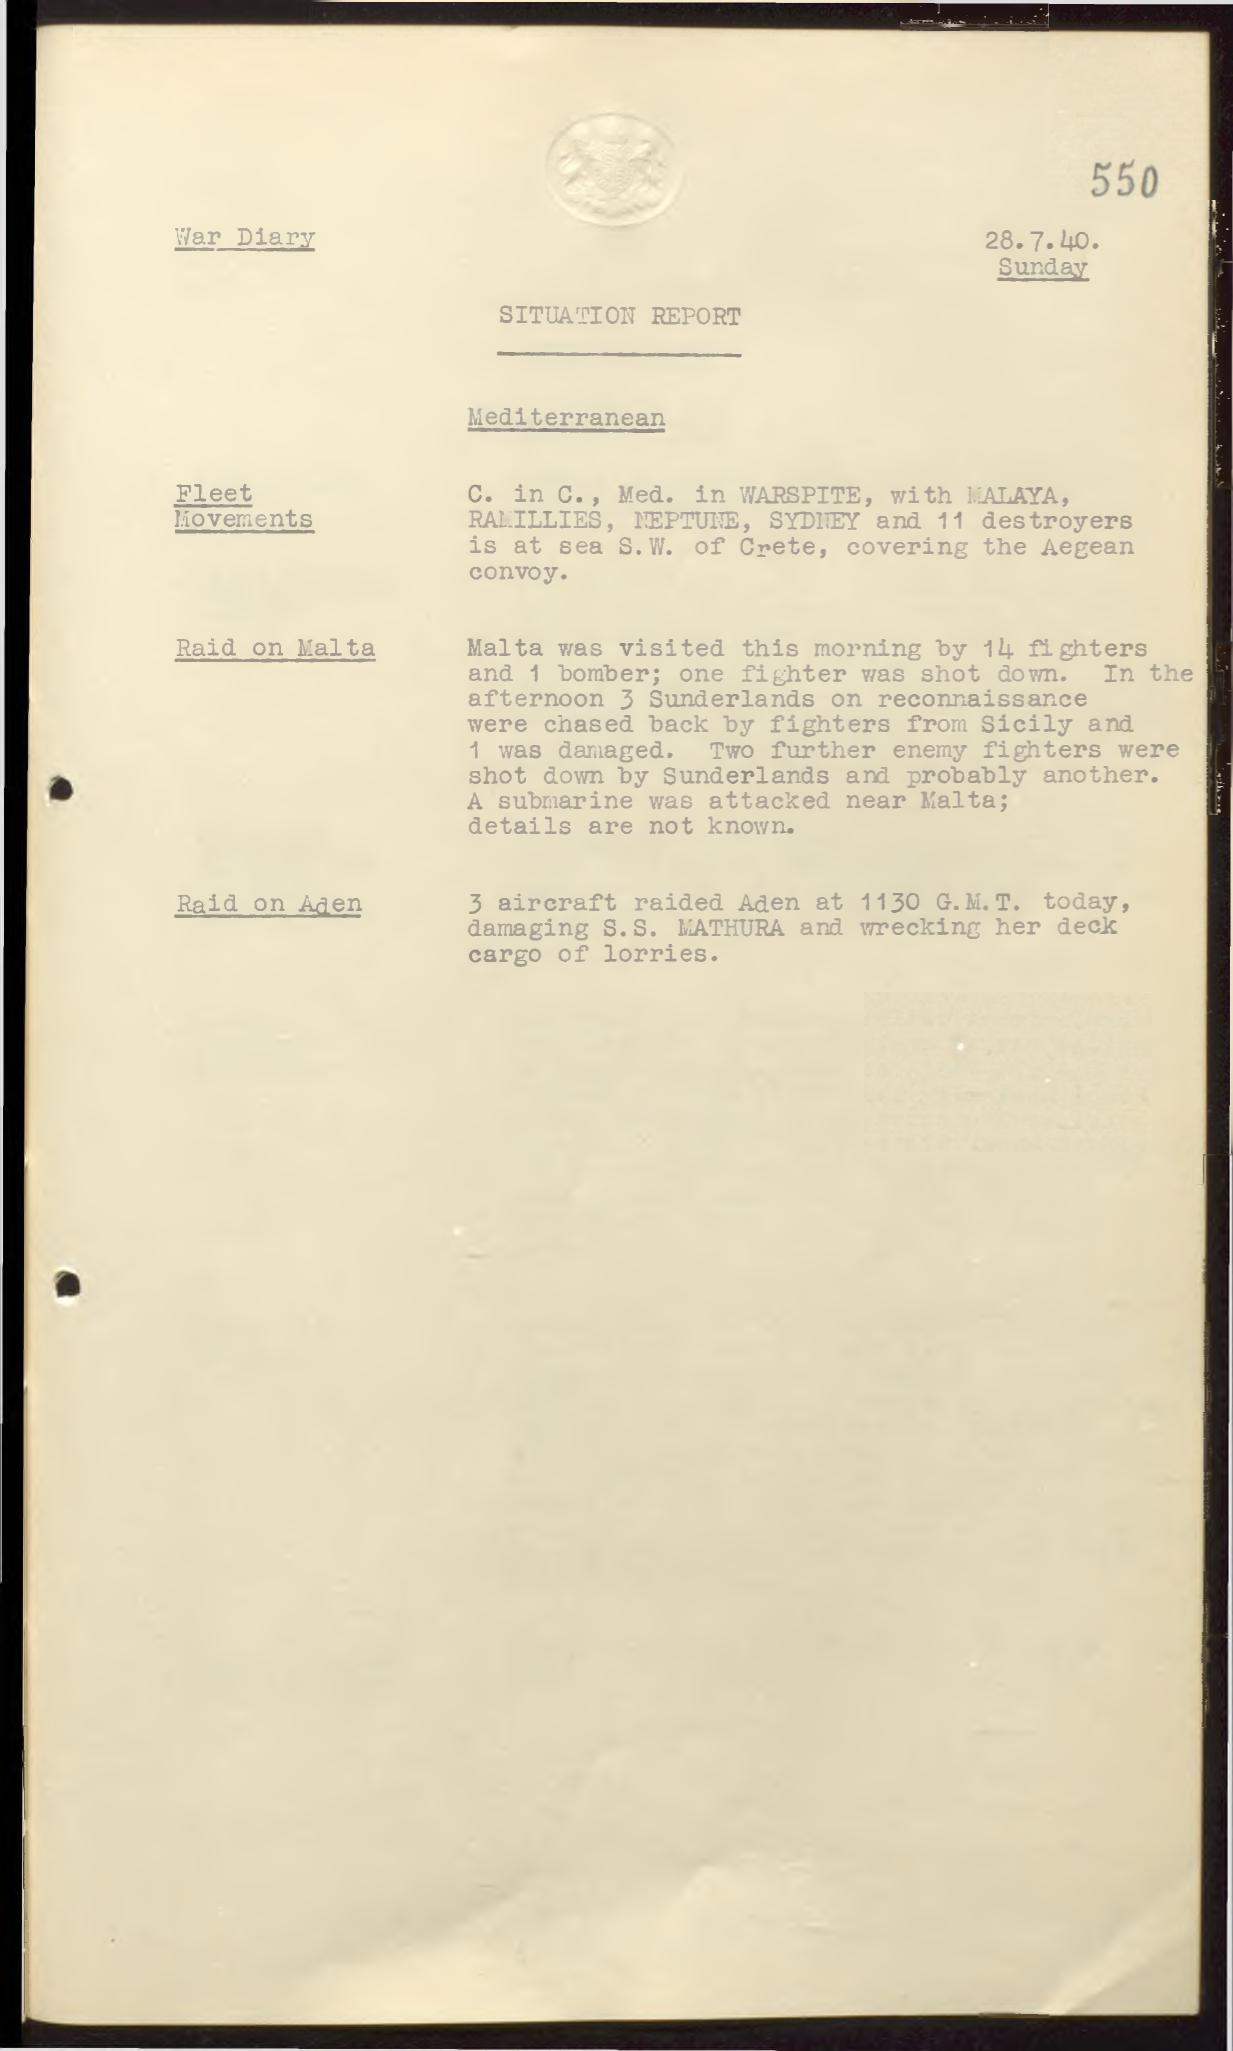 550
War Diary
28.7.40.
Sunday
SITUATION REPORT
Mediterranean
Fleet
Movements
C. in C., Med. in WARSPITE, with MALAYA,
RAMILLIES, NEPTUNE, SYDNEY and 11 destroyers
is at sea S.W. of Crete, covering the Aegean
convoy.
Raid on Malta
Malta was visited this morning by 14 fighters
and 1 bomber; one fighter was shot down. In the
afternoon 3 Sunderlands on reconnaissance
were chased back by fighters from Sicily and
1 was damaged. Two further enemy fighters were
shot down by Sunderlands and probably another.
A submarine was attacked near Malta;
details are not known.
Raid on Aden
3 aircraft raided Aden at 1130 G.M.T. today,
damaging S.S. MATHURA and wrecking her deck
cargo of lorries.